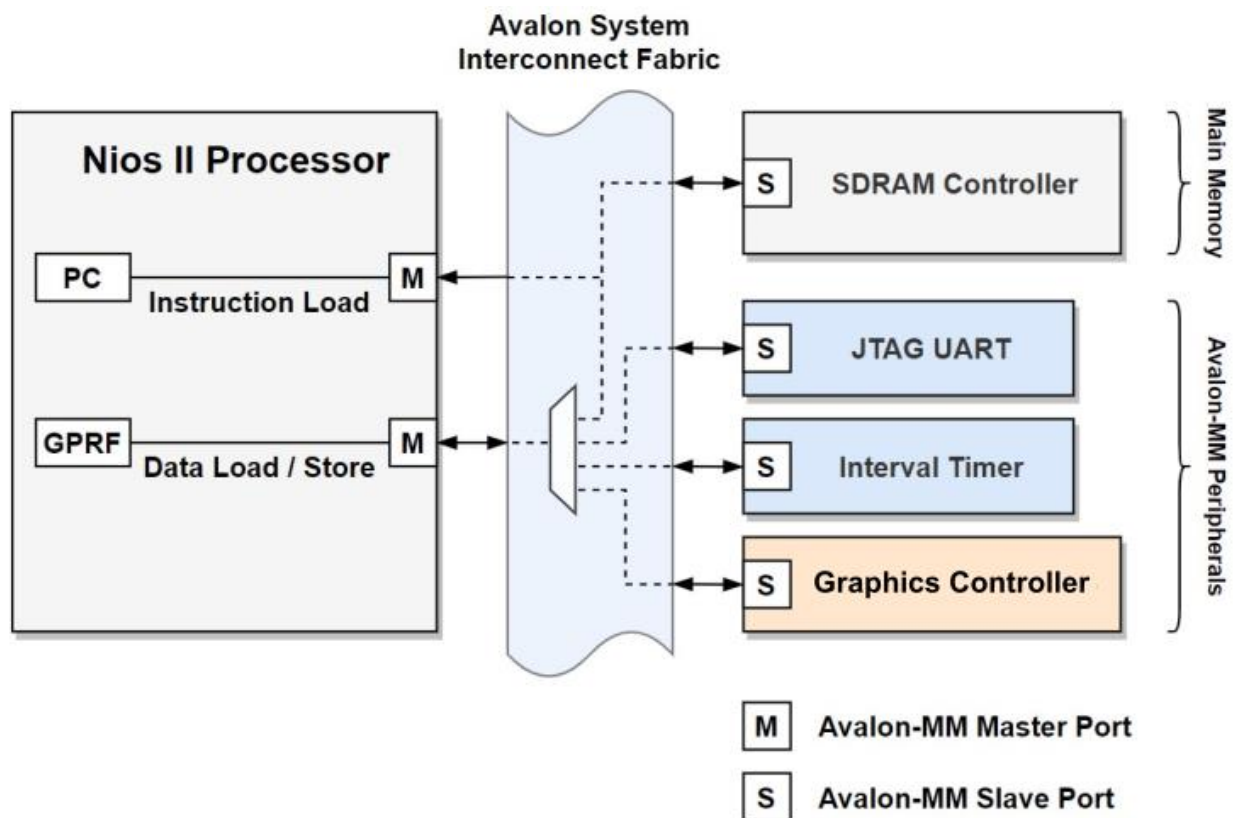 Avalon System
Interconnect Fabric
Nios II Processor
PC
Instruction Load
M
GPRF
Data Load / Store
M
S
SDRAM Controller
Main Memory
S
JTAG UART
S
Interval Timer
S
Graphics Controller
Avalon-MM Peripherals
M
Avalon-MM Master Port
S
Avalon-MM Slave Port